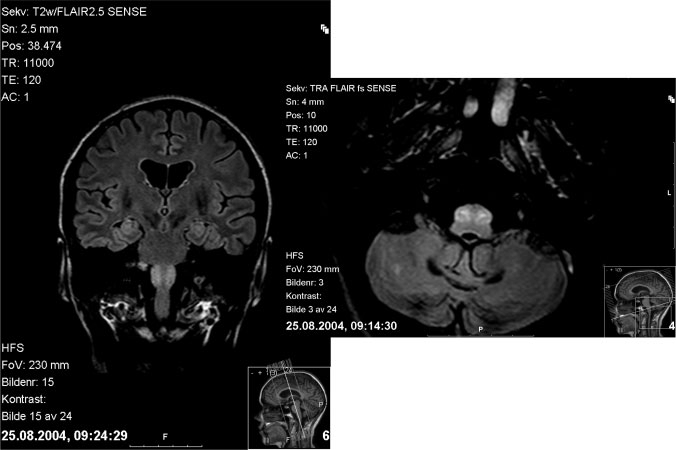 Sekv: T2w/FLAIR2.5 SENSE
Sn: 2.5 mm
Pos: 38.474
TR: 11000
TE: 120
AC: 1
HFS
FoV: 230 mm
Bildenr: 15
Kontrast:
Bilde 15 av 24
25.08.2004, 09:24:29
F
6
P
F
Sekv: TRA FLAIR fs SENSE
Sn: 4 mm
Pos: 10
TR: 11000
TE: 120
AC: 1
L
HFS
FoV: 230 mm
Bildenr: 3
Kontrast:
Bilde 3 av 24
25.08.2004, 09:14:30
P
4